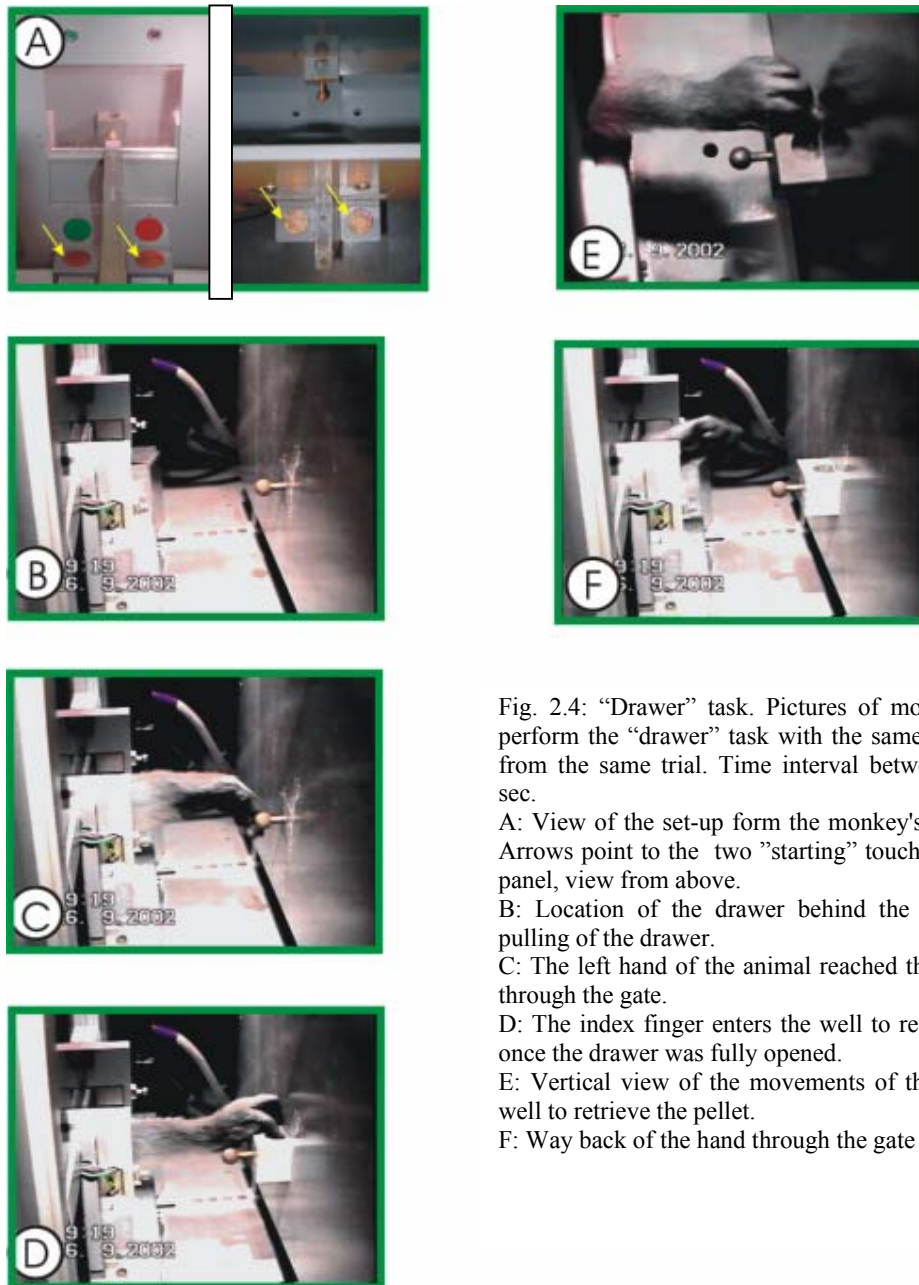 A
E
. 9.2002
B
9:19
6. 9.2002
F
9:19
6. 9.2002
C
9:19
6. 9.2002
D
9:19
6. 9.2002
Fig. 2.4: “Drawer” task. Pictures of mo
perform the “drawer” task with the same
from the same trial. Time interval betw
sec.
A: View of the set-up form the monkey's
Arrows point to the two ”starting” touch
panel, view from above.
B: Location of the drawer behind the
pulling of the drawer.
C: The left hand of the animal reached th
through the gate.
D: The index finger enters the well to re
once the drawer was fully opened.
E: Vertical view of the movements of th
well to retrieve the pellet.
F: Way back of the hand through the gate